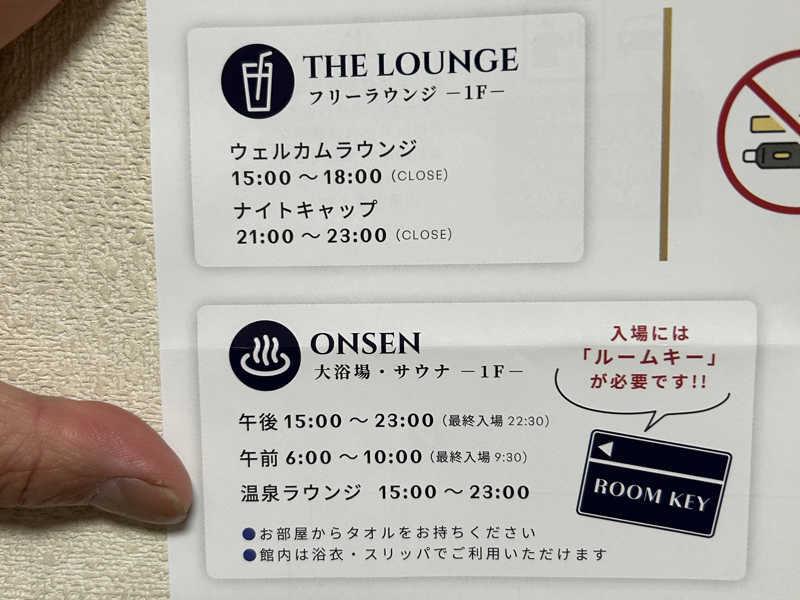 THE LOUNGE
フリーラウンジ －1F－
ウェルカムラウンジ
15:00 ～ 18:00 (CLOSE)
ナイトキャップ
21:00 ～ 23:00 (CLOSE)
ONSEN
大浴場・サウナ －1F－
午後 15:00 ～ 23:00 (最終入場 22:30)
午前 6:00 ～ 10:00 (最終入場 9:30)
温泉ラウンジ 15:00 ～ 23:00
●お部屋からタオルをお持ちください
●館内は浴衣・スリッパでご利用いただけます
入場には
「ルームキー」
が必要です!!
ROOM KEY